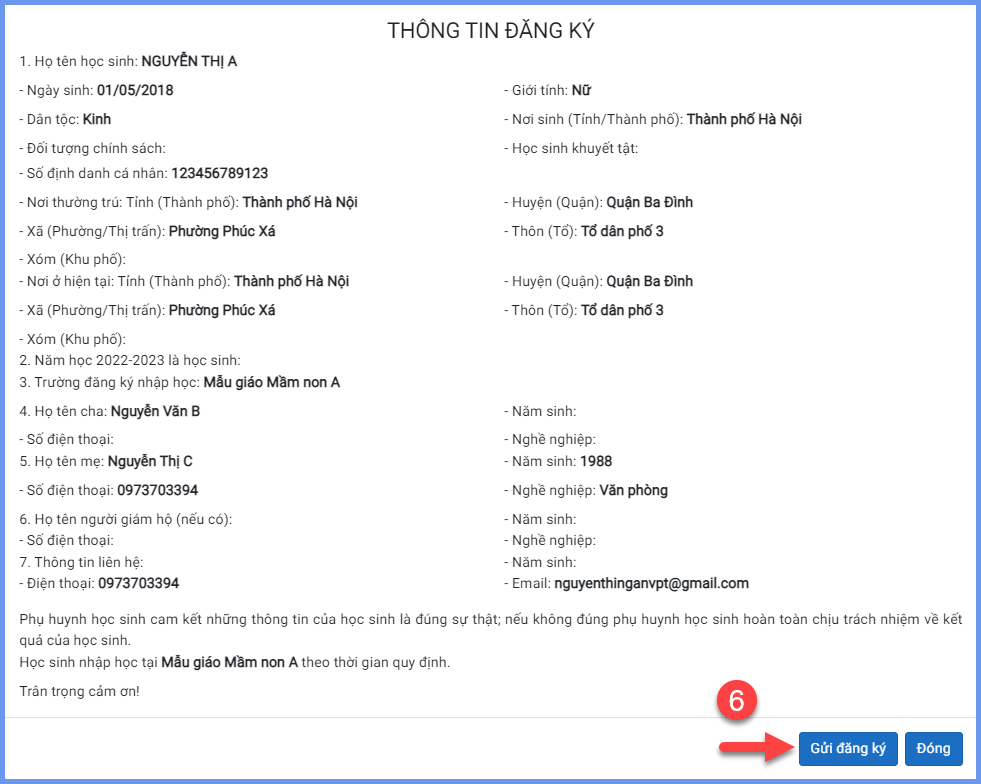 THÔNG TIN ĐĂNG KÝ
1. Họ tên học sinh: NGUYỄN THỊ A
- Ngày sinh: 01/05/2018 - Giới tính: Nữ
- Dân tộc: Kinh - Nơi sinh (Tỉnh/Thành phố): Thành phố Hà Nội
- Đối tượng chính sách: - Học sinh khuyết tật:
- Số định danh cá nhân: 123456789123
- Nơi thường trú: Tỉnh (Thành phố): Thành phố Hà Nội - Huyện (Quận): Quận Ba Đình
- Xã (Phường/Thị trấn): Phường Phúc Xá - Thôn (Tổ): Tổ dân phố 3
- Xóm (Khu phố):
- Nơi ở hiện tại: Tỉnh (Thành phố): Thành phố Hà Nội - Huyện (Quận): Quận Ba Đình
- Xã (Phường/Thị trấn): Phường Phúc Xá - Thôn (Tổ): Tổ dân phố 3
- Xóm (Khu phố):
2. Năm học 2022-2023 là học sinh:
3. Trường đăng ký nhập học: Mẫu giáo Mầm non A
4. Họ tên cha: Nguyễn Văn B - Năm sinh:
- Số điện thoại: - Nghề nghiệp:
5. Họ tên mẹ: Nguyễn Thị C - Năm sinh: 1988
- Số điện thoại: 0973703394 - Nghề nghiệp: Văn phòng
6. Họ tên người giám hộ (nếu có): - Năm sinh:
- Số điện thoại: - Nghề nghiệp:
7. Thông tin liên hệ: - Năm sinh:
- Điện thoại: 0973703394 - Email: nguyenthinganvpt@gmail.com
Phụ huynh học sinh cam kết những thông tin của học sinh là đúng sự thật; nếu không đúng phụ huynh học sinh hoàn toàn chịu trách nhiệm về kết
quả của học sinh.
Học sinh nhập học tại Mẫu giáo Mầm non A theo thời gian quy định.
Trân trọng cảm ơn!
6
Gửi đăng ký Đóng